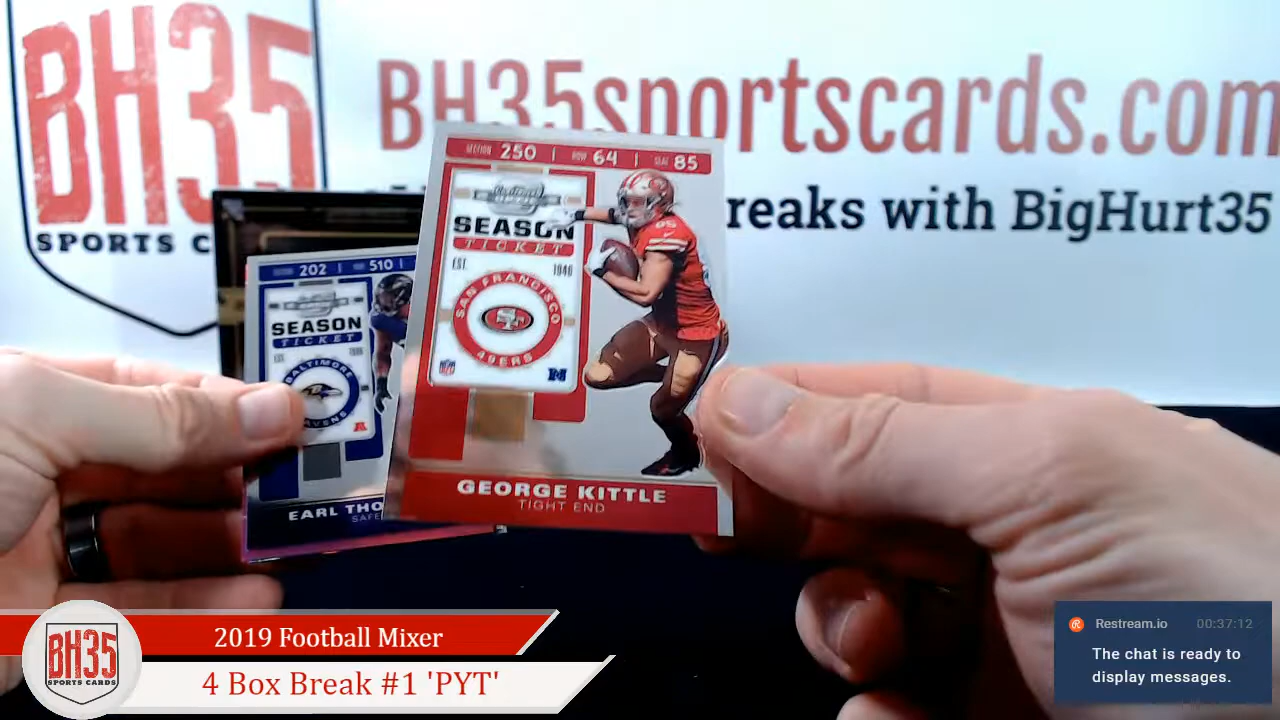 BH35
SPORTS C
BH35sportscards.com
reaks with BigHurt35
SECTION 250 | ROW 64 | SEAT 85
SEASON
TICKET
EST. 1946
SAN FRANCISCO
49ERS
NFL
GEORGE KITTLE
TIGHT END
202 | 510
SEASON
TICKET
BALTIMORE
EARL THO
SAFE
85
BH35
SPORTS CARDS
2019 Football Mixer
4 Box Break #1 'PYT'
Restream.io 00:37:12
The chat is ready to
display messages.